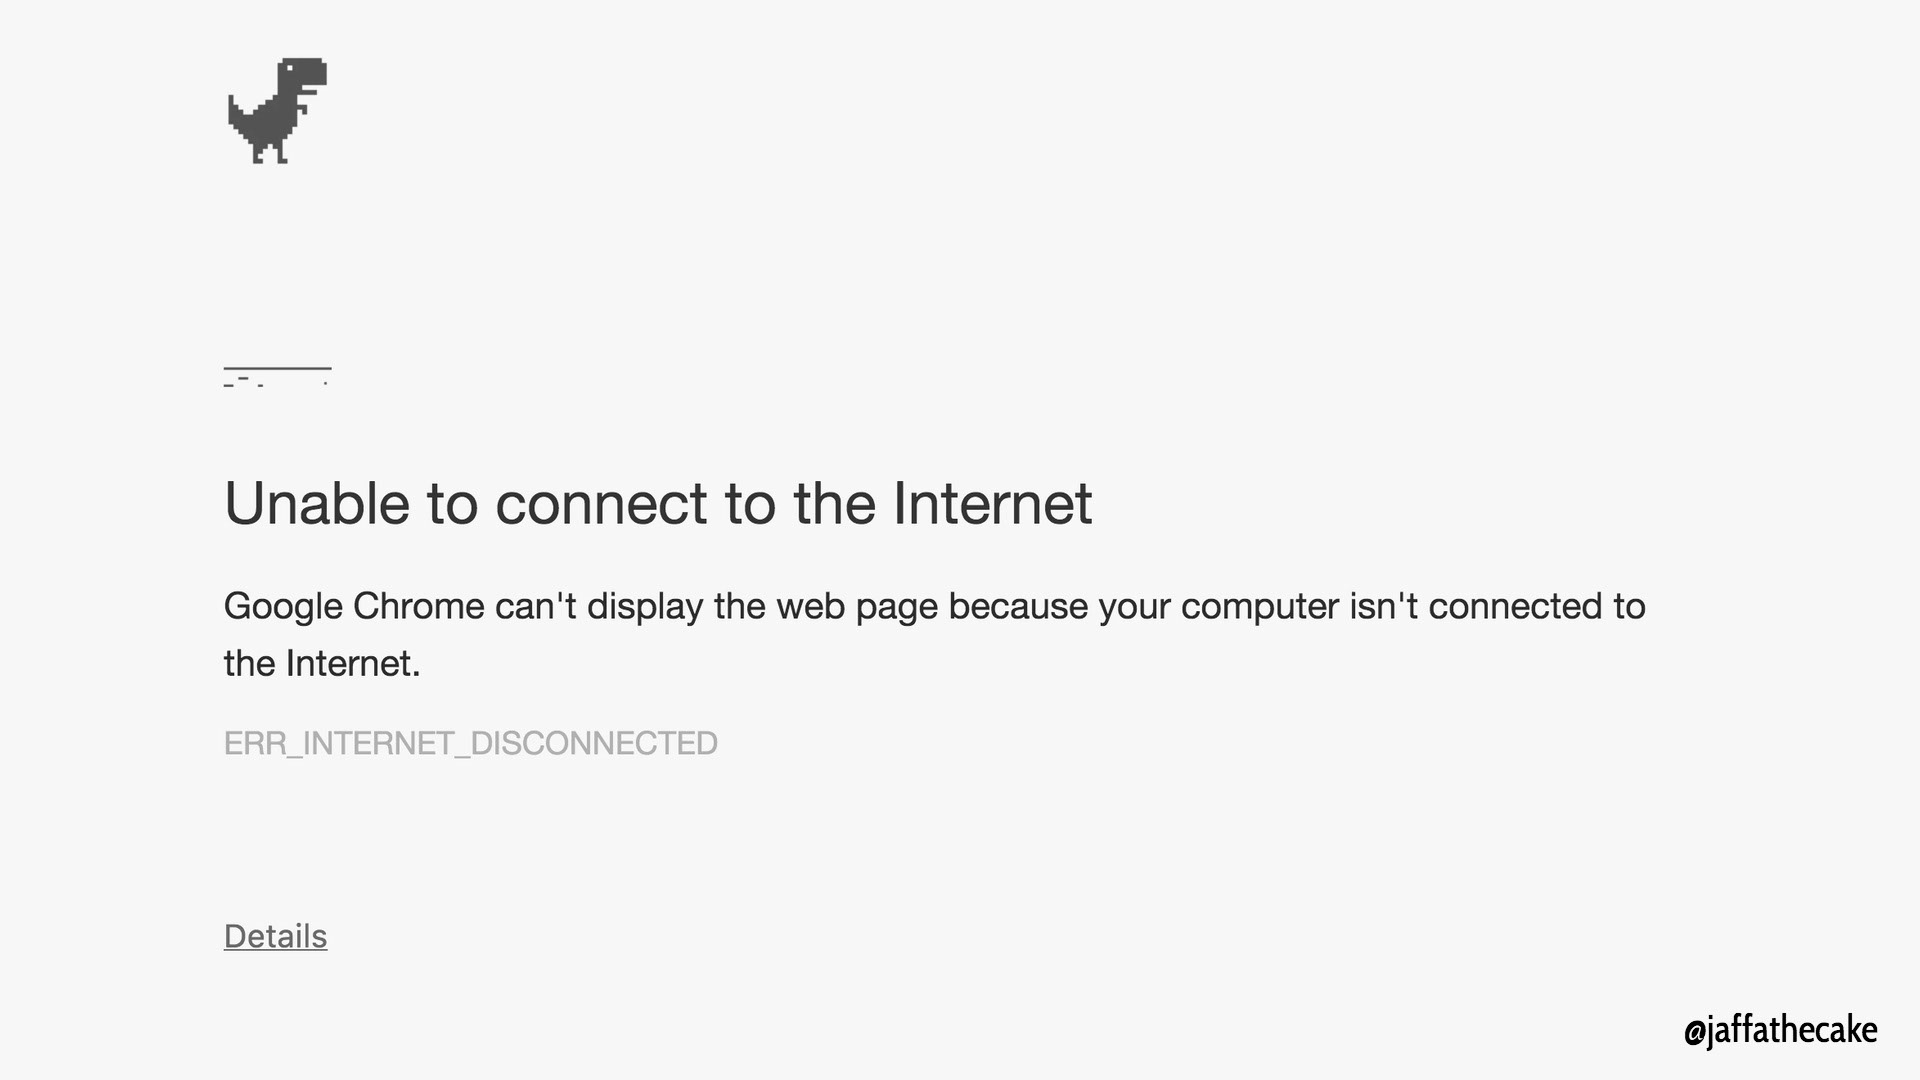 Unable to connect to the Internet
Google Chrome can't display the web page because your computer isn't connected to
the Internet.
ERR_INTERNET_DISCONNECTED
Details
@jaffathecake